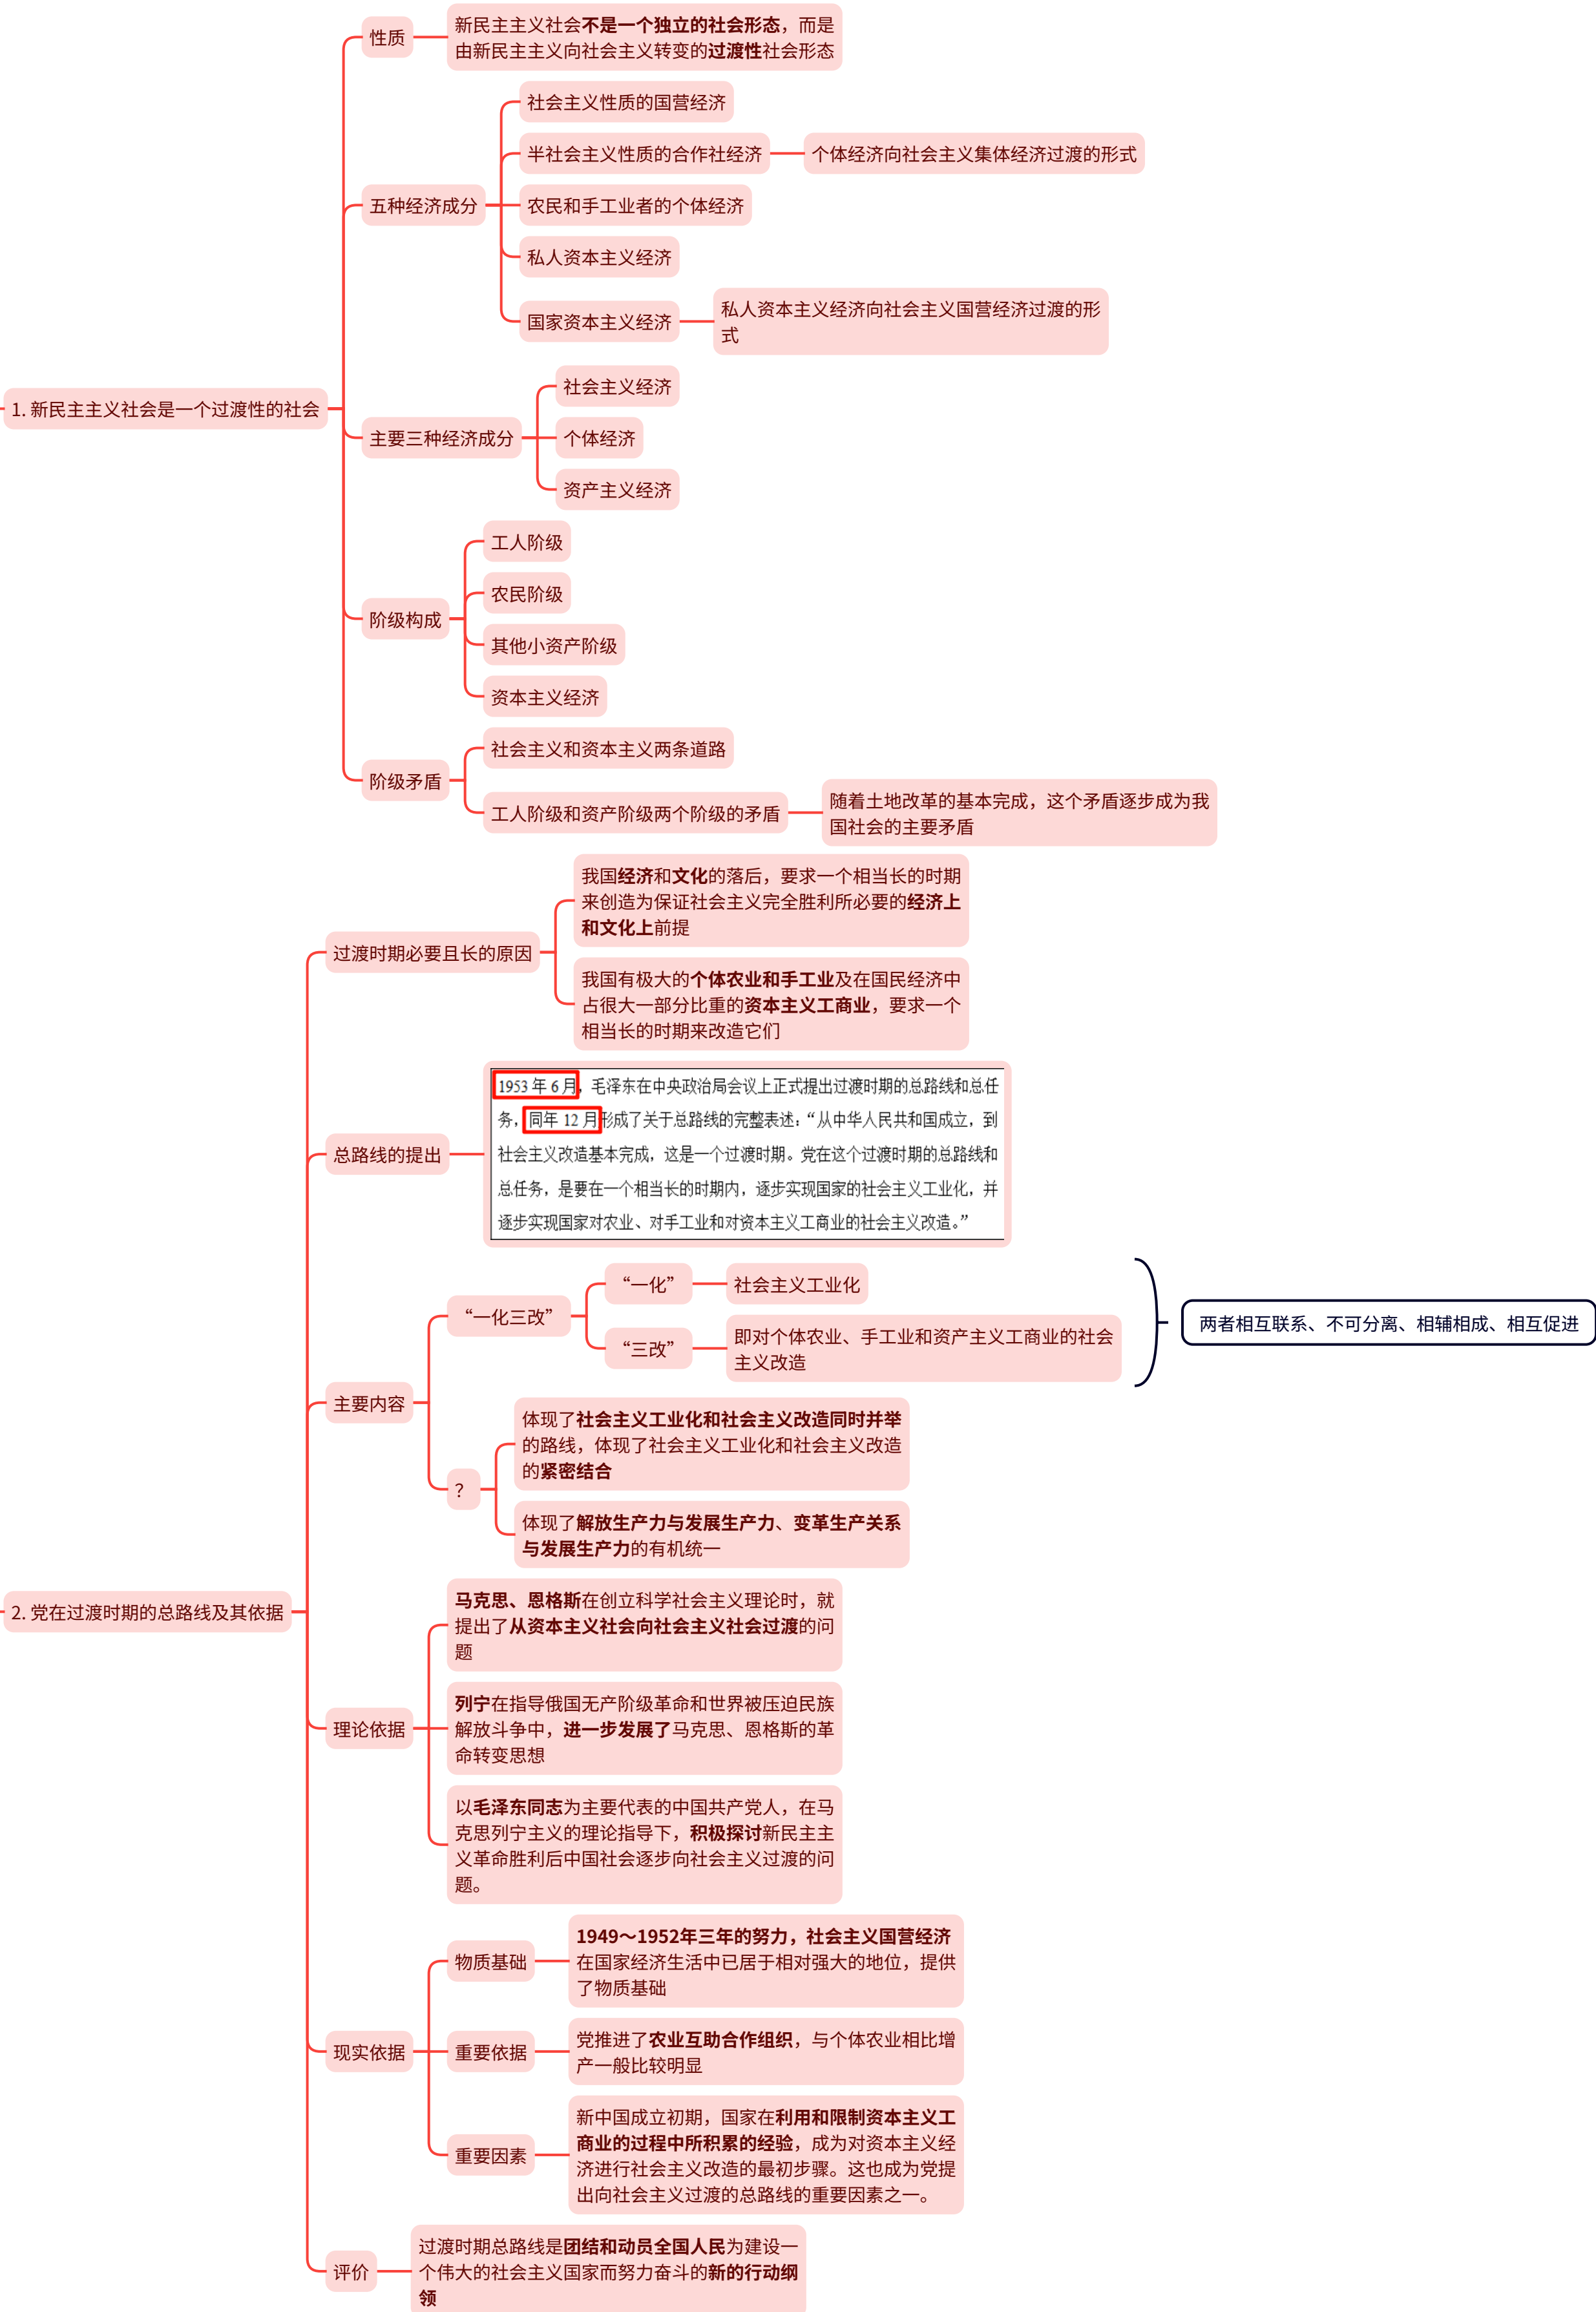 性质
新民主主义社会不是一个独立的社会形态，而是
由新民主主义向社会主义转变的过渡性社会形态
社会主义性质的国营经济
半社会主义性质的合作社经济
个体经济向社会主义集体经济过渡的形式
五种经济成分
农民和手工业者的个体经济
私人资本主义经济
国家资本主义经济
私人资本主义经济向社会主义国营经济过渡的形
式
1. 新民主主义社会是一个过渡性的社会
主要三种经济成分
社会主义经济
个体经济
资产主义经济
阶级构成
工人阶级
农民阶级
其他小资产阶级
资本主义经济
阶级矛盾
社会主义和资本主义两条道路
工人阶级和资产阶级两个阶级的矛盾
随着土地改革的基本完成，这个矛盾逐步成为我
国社会的主要矛盾
过渡时期必要且长的原因
我国经济和文化的落后，要求一个相当长的时期
来创造为保证社会主义完全胜利所必要的经济上
和文化上前提
我国有极大的个体农业和手工业及在国民经济中
占很大一部分比重的资本主义工商业，要求一个
相当长的时期来改造它们
总路线的提出
1953 年 6 月，毛泽东在中央政治局会议上正式提出过渡时期的总路线和总任
务，同年 12 月形成了关于总路线的完整表述：“从中华人民共和国成立，到
社会主义改造基本完成，这是一个过渡时期。党在这个过渡时期的总路线和
总任务，是要在一个相当长的时期内，逐步实现国家的社会主义工业化，并
逐步实现国家对农业、对手工业和对资本主义工商业的社会主义改造。”
主要内容
“一化三改”
“一化”
社会主义工业化
“三改”
即对个体农业、手工业和资产主义工商业的社会
主义改造
两者相互联系、不可分离、相辅相成、相互促进
？
体现了社会主义工业化和社会主义改造同时并举
的路线，体现了社会主义工业化和社会主义改造
的紧密结合
体现了解放生产力与发展生产力、变革生产关系
与发展生产力的有机统一
2. 党在过渡时期的总路线及其依据
理论依据
马克思、恩格斯在创立科学社会主义理论时，就
提出了从资本主义社会向社会主义社会过渡的问
题
列宁在指导俄国无产阶级革命和世界被压迫民族
解放斗争中，进一步发展了马克思、恩格斯的革
命转变思想
以毛泽东同志为主要代表的中国共产党人，在马
克思列宁主义的理论指导下，积极探讨新民主主
义革命胜利后中国社会逐步向社会主义过渡的问
题。
现实依据
物质基础
1949～1952年三年的努力，社会主义国营经济
在国家经济生活中已居于相对强大的地位，提供
了物质基础
重要依据
党推进了农业互助合作组织，与个体农业相比增
产一般比较明显
重要因素
新中国成立初期，国家在利用和限制资本主义工
商业的过程中所积累的经验，成为对资本主义经
济进行社会主义改造的最初步骤。这也成为党提
出向社会主义过渡的总路线的重要因素之一。
评价
过渡时期总路线是团结和动员全国人民为建设一
个伟大的社会主义国家而努力奋斗的新的行动纲
领